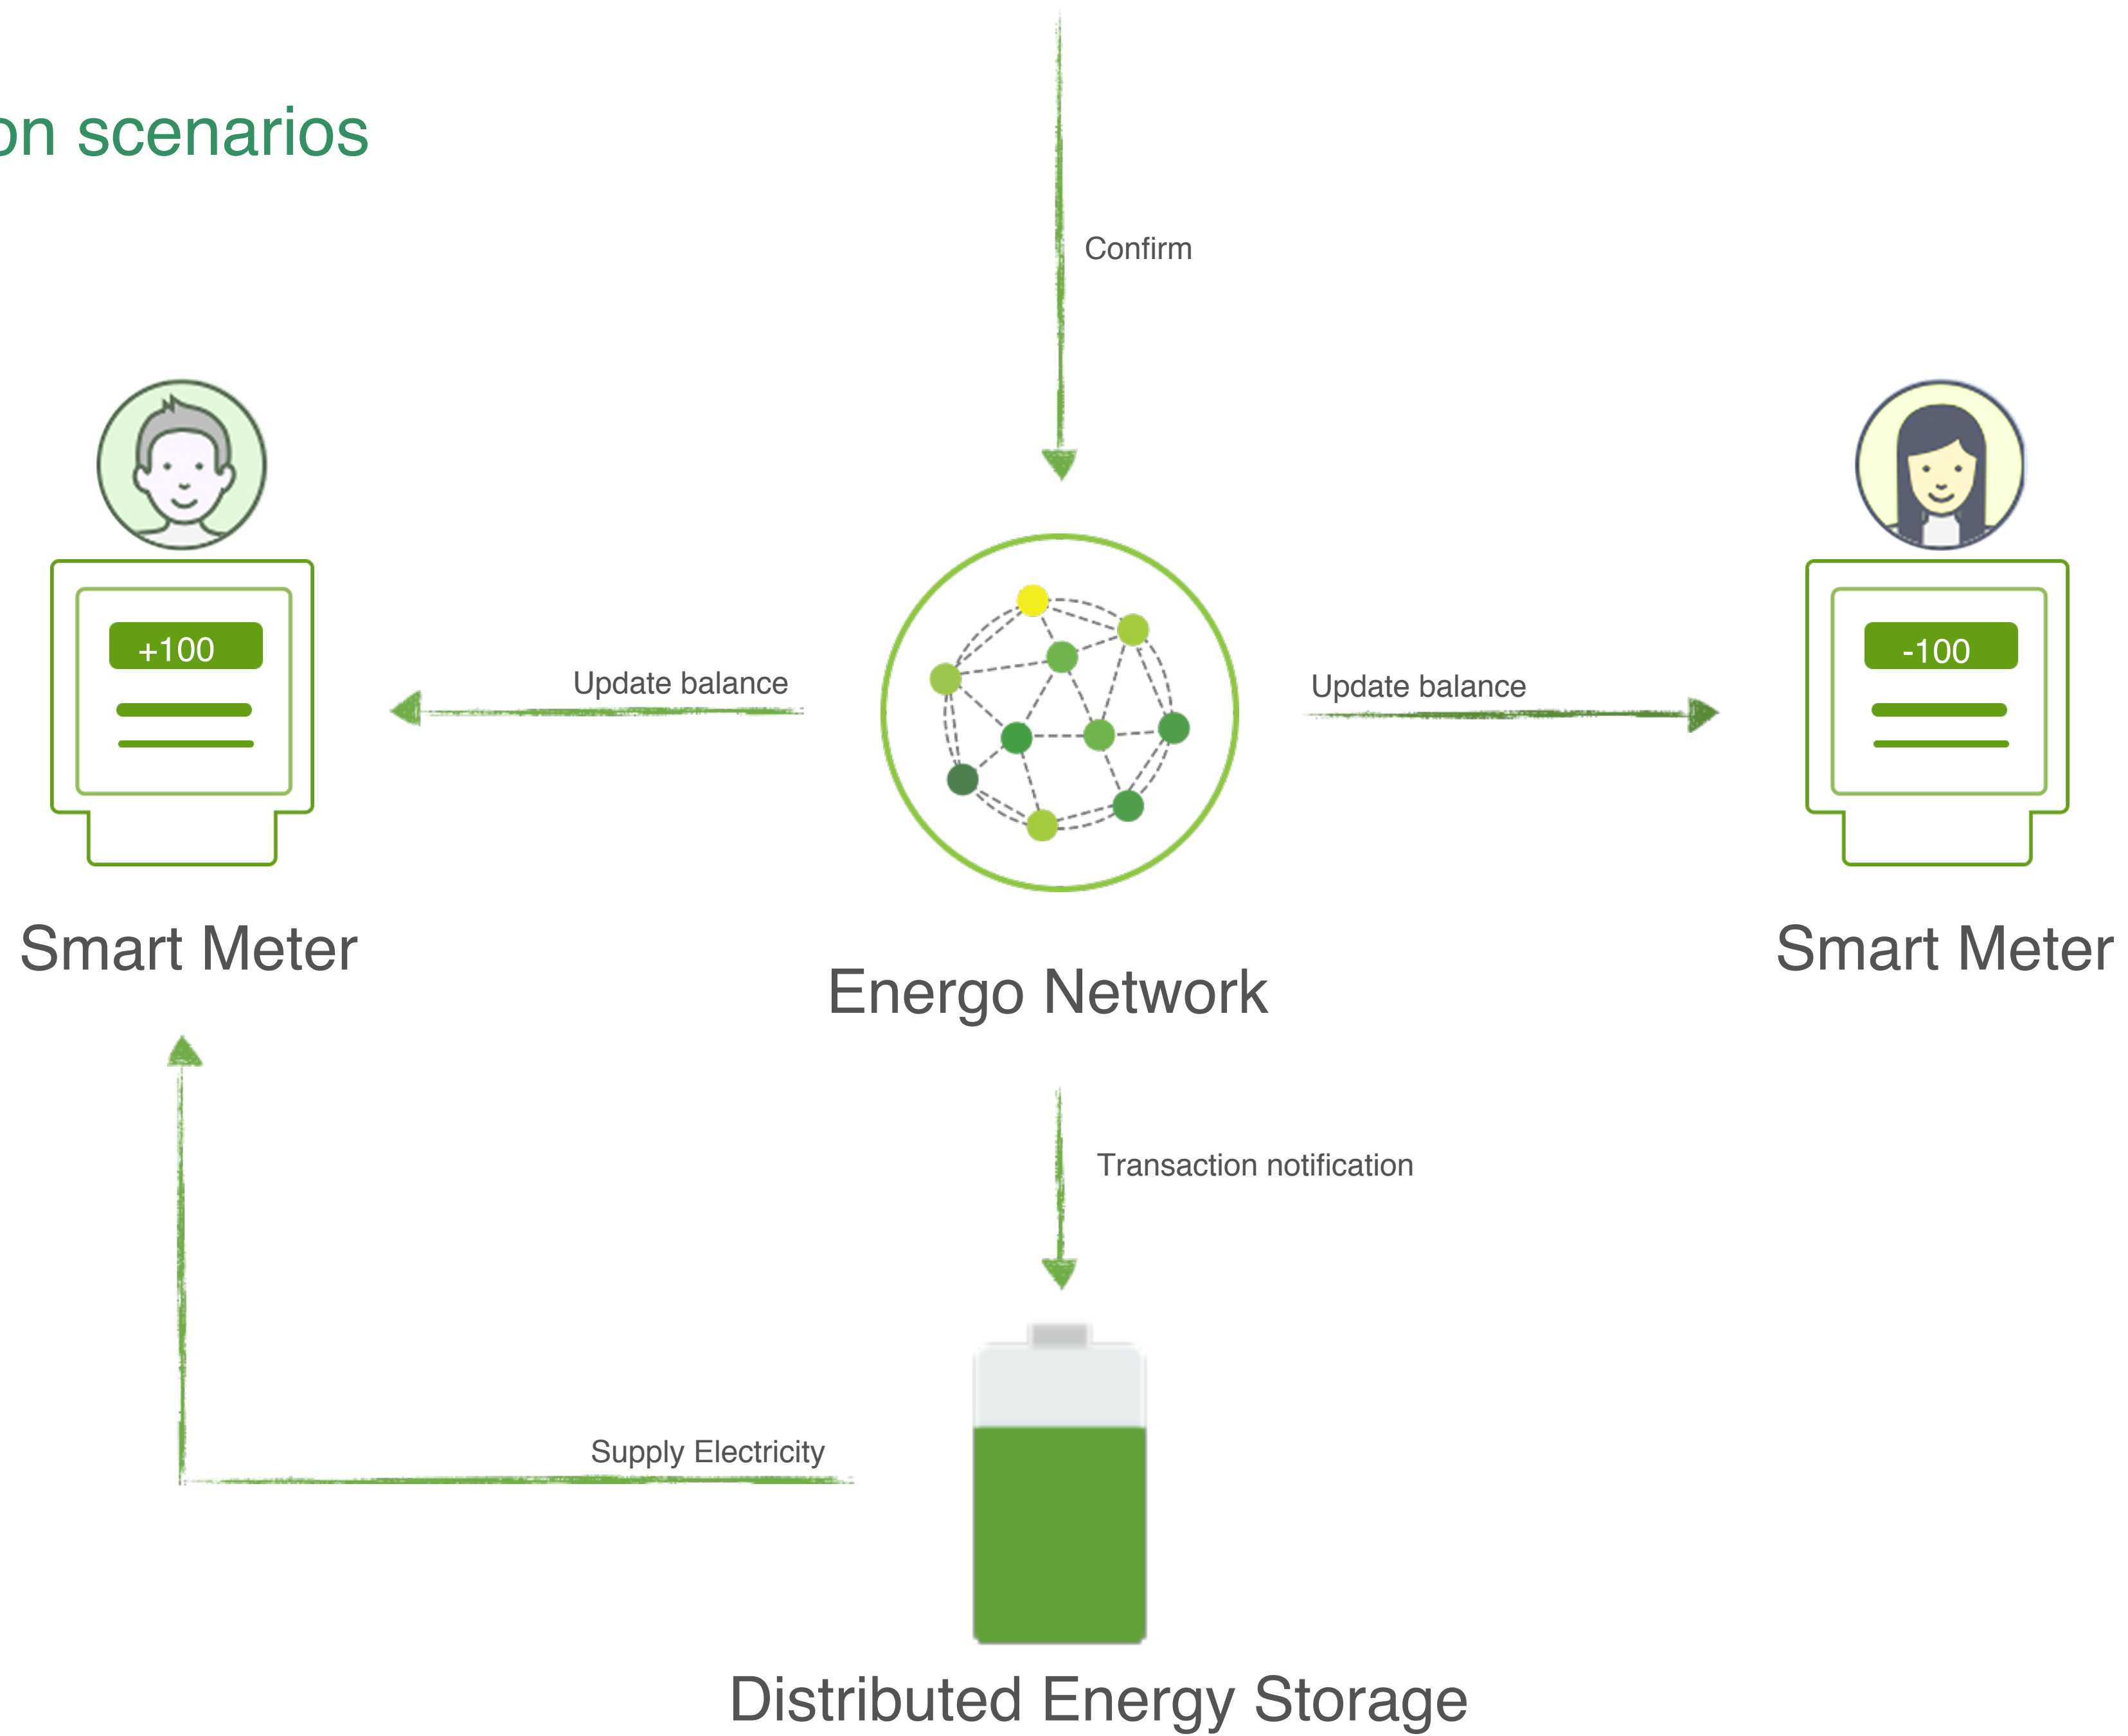 on scenarios
Confirm
+100
-100
Update balance
Update balance
Smart Meter
Energo Network
Smart Meter
Transaction notification
Supply Electricity
Distributed Energy Storage